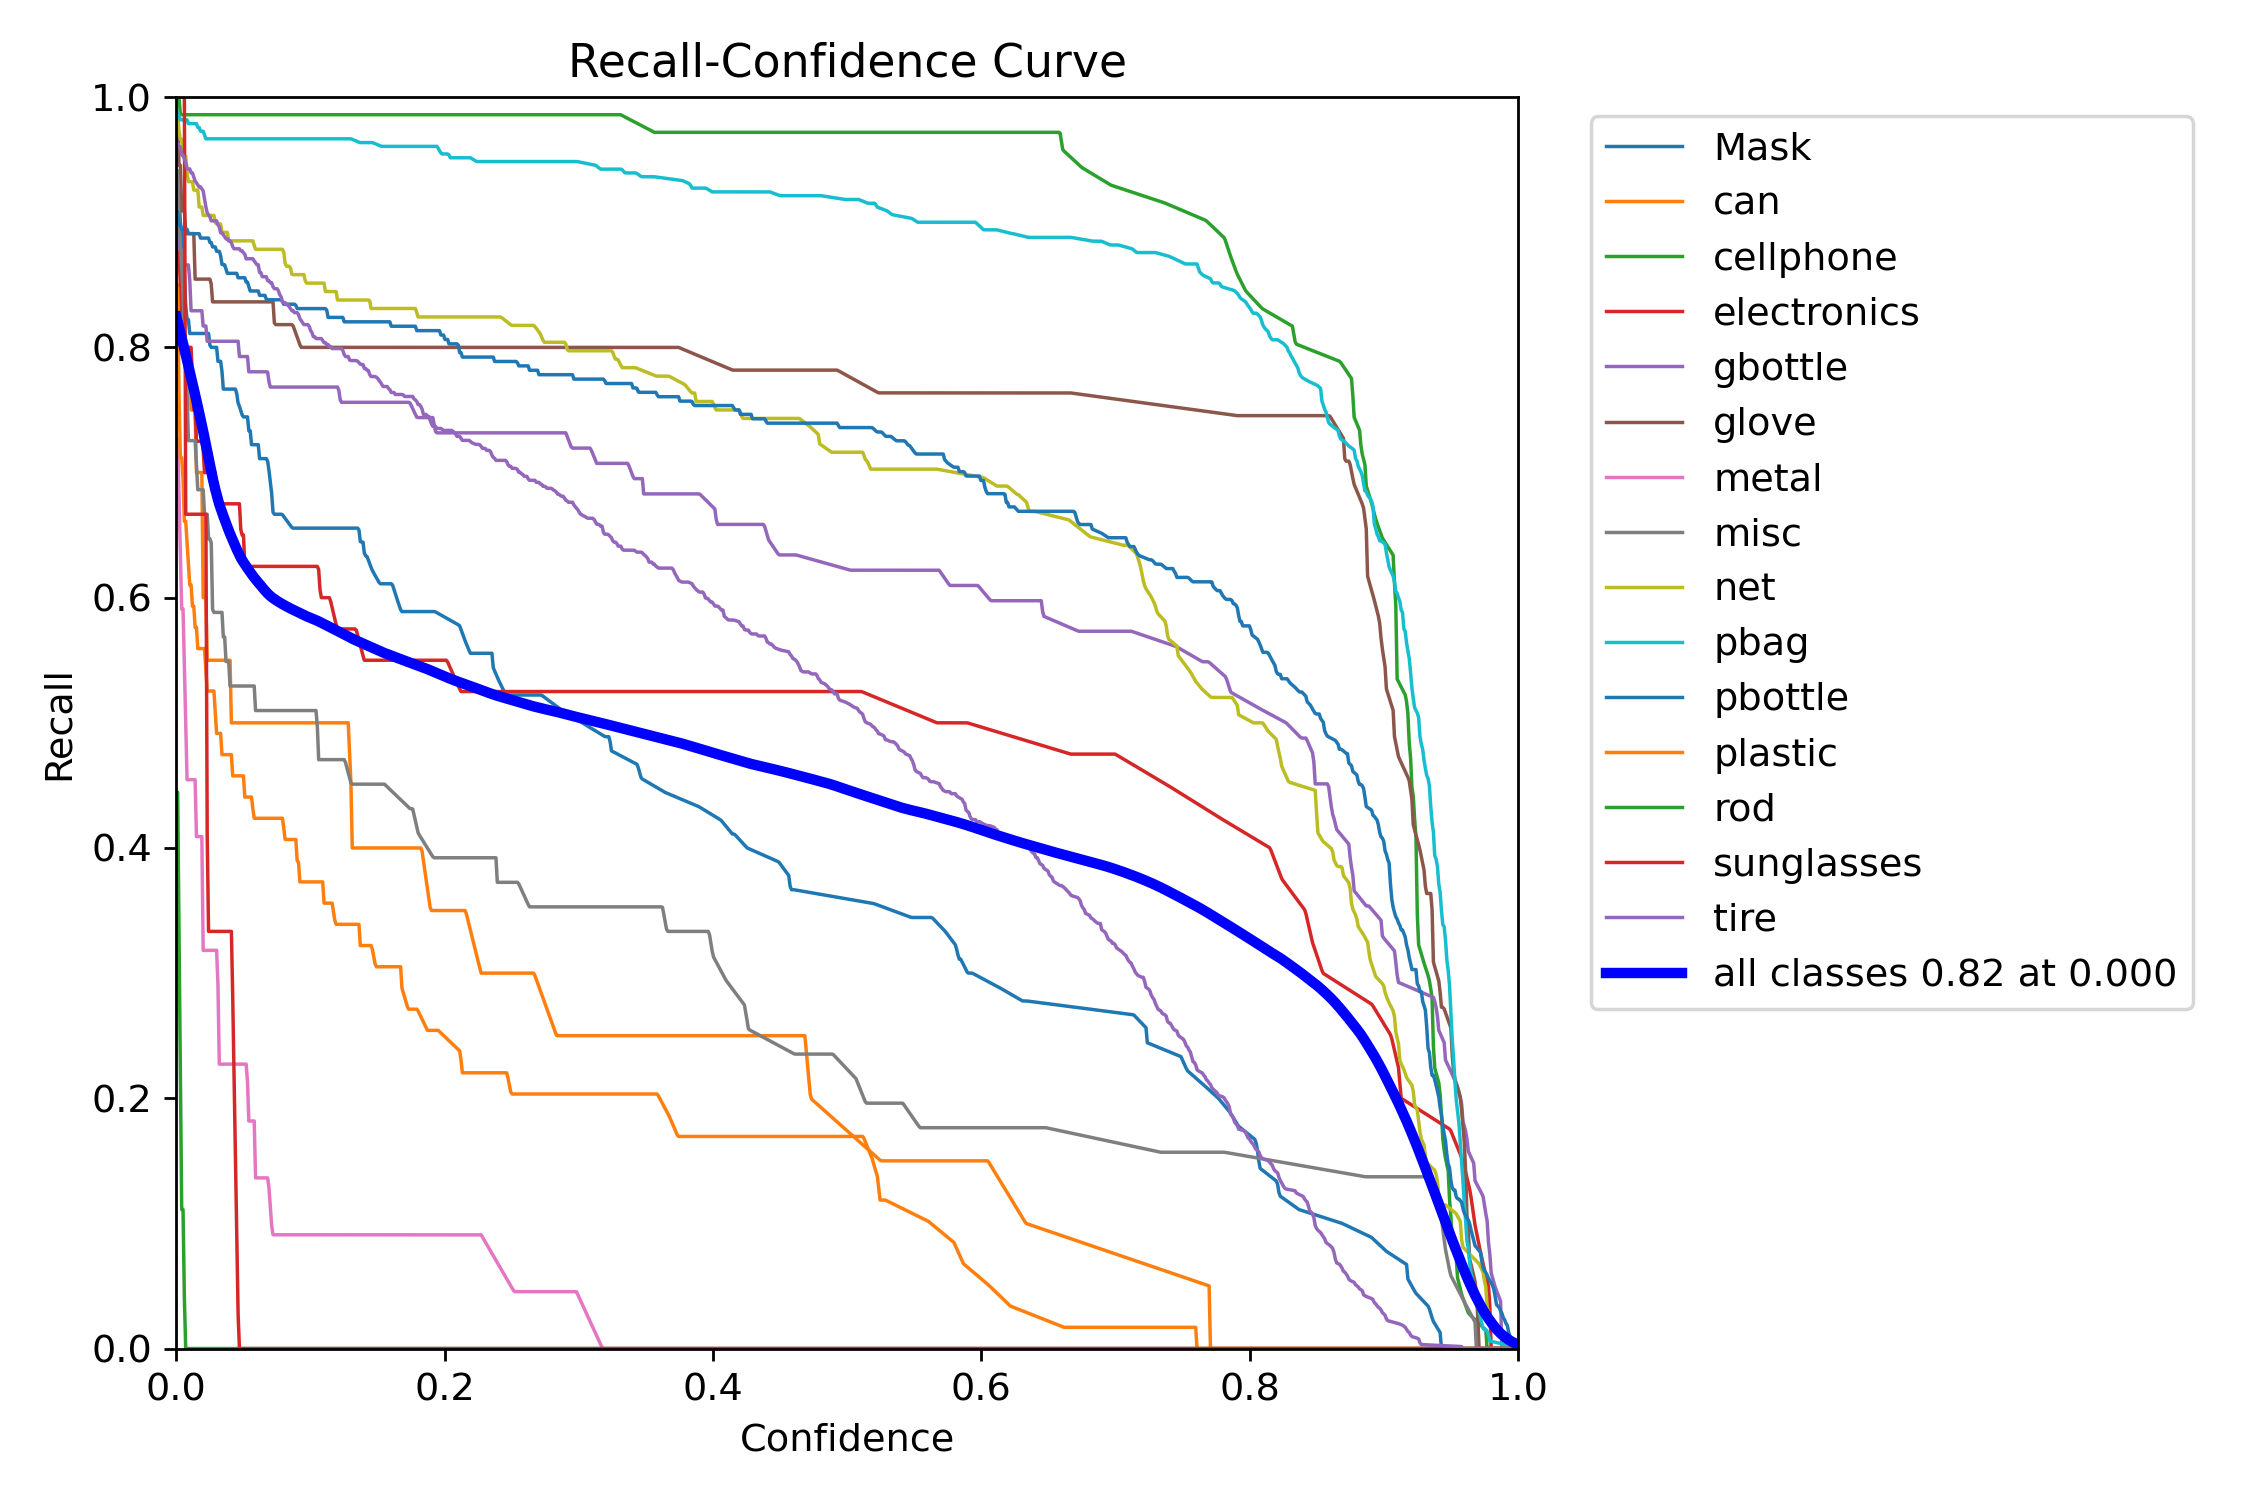 Recall-Confidence Curve
1.0
0.8
0.6
0.4
0.2
0.0
Recall
0.0 0.2 0.4 0.6 0.8 1.0
Confidence
Mask
can
cellphone
electronics
gbottle
glove
metal
misc
net
pbag
pbottle
plastic
rod
sunglasses
tire
all classes 0.82 at 0.000